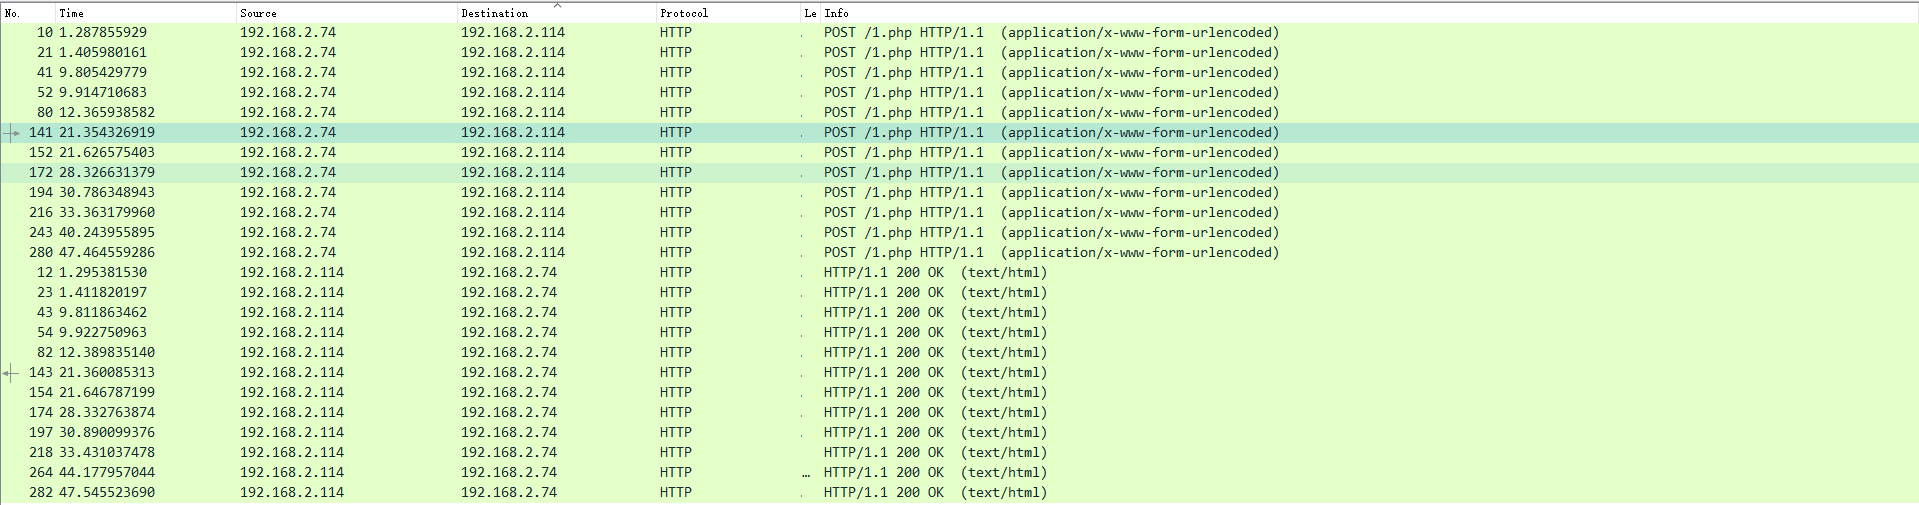 No. Time Source Destination Protocol Le Info
10 1.287855929 192.168.2.74 192.168.2.114 HTTP . POST /1.php HTTP/1.1 (application/x-www-form-urlencoded)
21 1.405980161 192.168.2.74 192.168.2.114 HTTP . POST /1.php HTTP/1.1 (application/x-www-form-urlencoded)
41 9.805429779 192.168.2.74 192.168.2.114 HTTP . POST /1.php HTTP/1.1 (application/x-www-form-urlencoded)
52 9.914710683 192.168.2.74 192.168.2.114 HTTP . POST /1.php HTTP/1.1 (application/x-www-form-urlencoded)
80 12.365938582 192.168.2.74 192.168.2.114 HTTP . POST /1.php HTTP/1.1 (application/x-www-form-urlencoded)
141 21.354326919 192.168.2.74 192.168.2.114 HTTP . POST /1.php HTTP/1.1 (application/x-www-form-urlencoded)
152 21.626575403 192.168.2.74 192.168.2.114 HTTP . POST /1.php HTTP/1.1 (application/x-www-form-urlencoded)
172 28.326631379 192.168.2.74 192.168.2.114 HTTP . POST /1.php HTTP/1.1 (application/x-www-form-urlencoded)
194 30.786348943 192.168.2.74 192.168.2.114 HTTP . POST /1.php HTTP/1.1 (application/x-www-form-urlencoded)
216 33.363179960 192.168.2.74 192.168.2.114 HTTP . POST /1.php HTTP/1.1 (application/x-www-form-urlencoded)
243 40.243955895 192.168.2.74 192.168.2.114 HTTP . POST /1.php HTTP/1.1 (application/x-www-form-urlencoded)
280 47.464559286 192.168.2.74 192.168.2.114 HTTP . POST /1.php HTTP/1.1 (application/x-www-form-urlencoded)
12 1.295381530 192.168.2.114 192.168.2.74 HTTP . HTTP/1.1 200 OK (text/html)
23 1.411820197 192.168.2.114 192.168.2.74 HTTP . HTTP/1.1 200 OK (text/html)
43 9.811863462 192.168.2.114 192.168.2.74 HTTP . HTTP/1.1 200 OK (text/html)
54 9.922750963 192.168.2.114 192.168.2.74 HTTP . HTTP/1.1 200 OK (text/html)
82 12.389835140 192.168.2.114 192.168.2.74 HTTP . HTTP/1.1 200 OK (text/html)
143 21.360085313 192.168.2.114 192.168.2.74 HTTP . HTTP/1.1 200 OK (text/html)
154 21.646787199 192.168.2.114 192.168.2.74 HTTP . HTTP/1.1 200 OK (text/html)
174 28.332763874 192.168.2.114 192.168.2.74 HTTP . HTTP/1.1 200 OK (text/html)
197 30.890099376 192.168.2.114 192.168.2.74 HTTP . HTTP/1.1 200 OK (text/html)
218 33.431037478 192.168.2.114 192.168.2.74 HTTP . HTTP/1.1 200 OK (text/html)
264 44.177957044 192.168.2.114 192.168.2.74 HTTP … HTTP/1.1 200 OK (text/html)
282 47.545523690 192.168.2.114 192.168.2.74 HTTP . HTTP/1.1 200 OK (text/html)